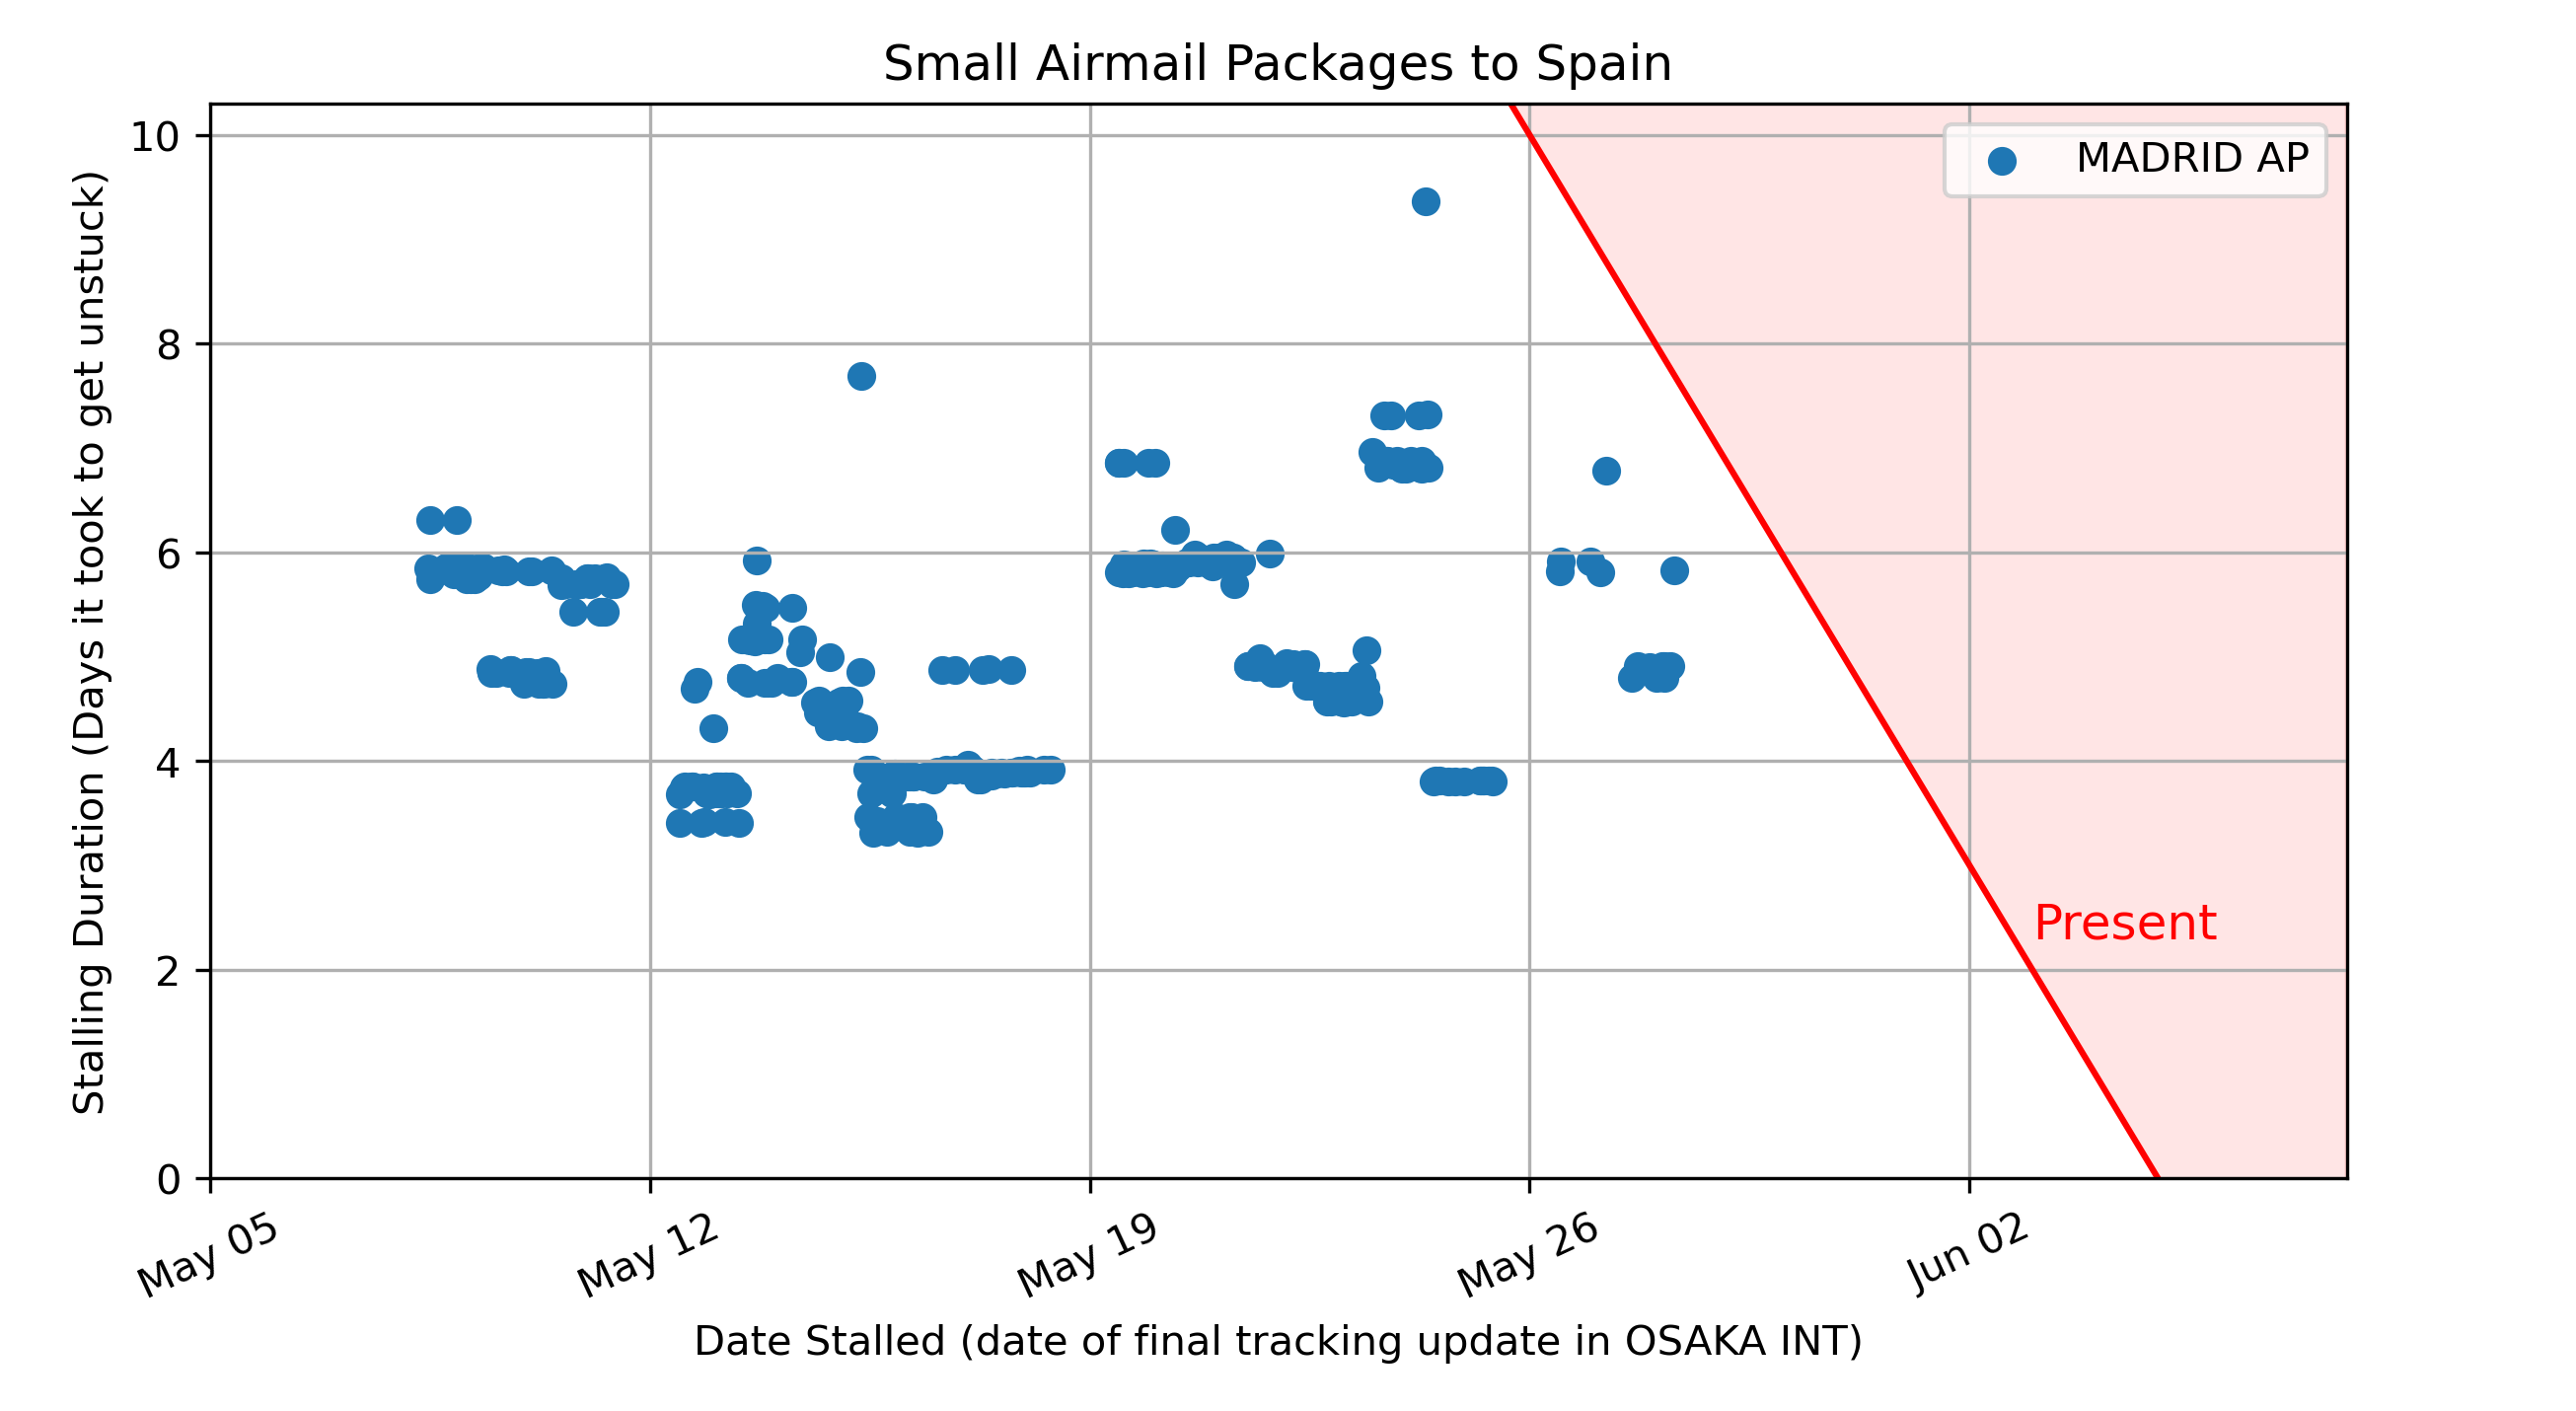 Small Airmail Packages to Spain
MADRID AP
10
8
6
4
2
0
Stalling Duration (Days it took to get unstuck)
Present
May 05
May 12
May 19
May 26
Jun 02
Date Stalled (date of final tracking update in OSAKA INT)